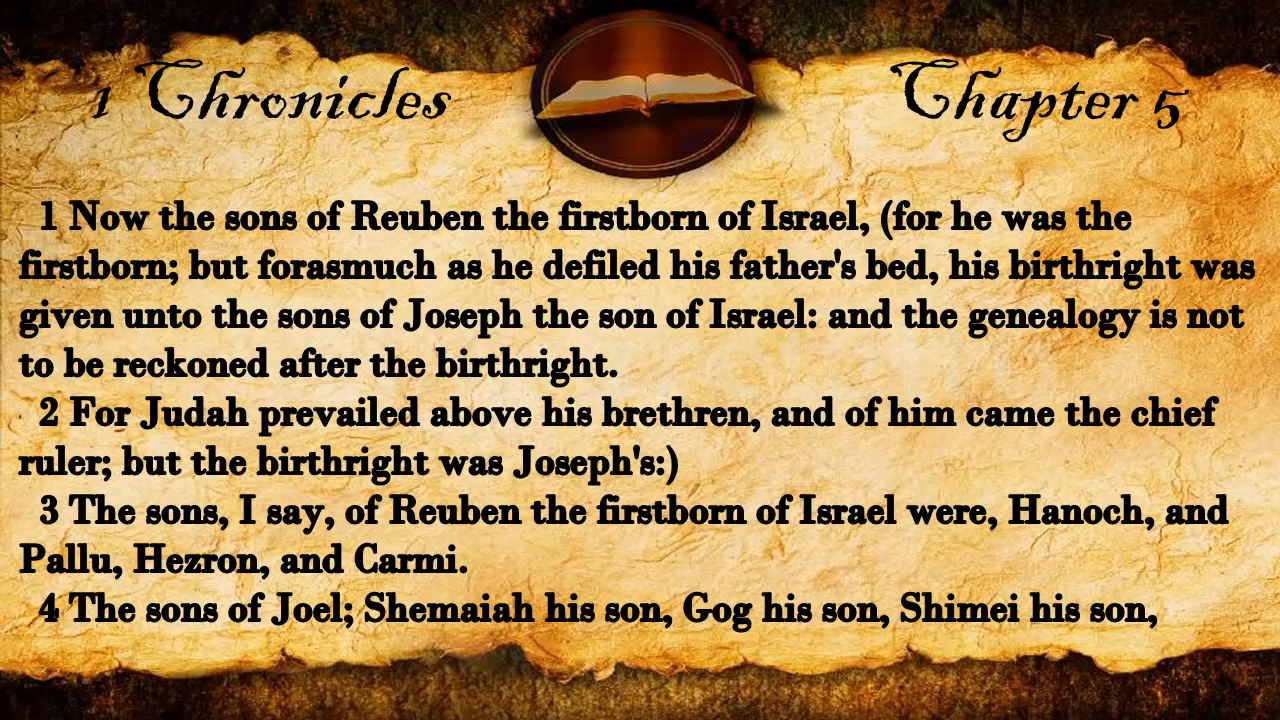 1 Chronicles
Chapter 5
1 Now the sons of Reuben the firstborn of Israel, (for he was the
firstborn; but forasmuch as he defiled his father's bed, his birthright was
given unto the sons of Joseph the son of Israel: and the genealogy is not
to be reckoned after the birthright.
2 For Judah prevailed above his brethren, and of him came the chief
ruler; but the birthright was Joseph's:)
3 The sons, I say, of Reuben the firstborn of Israel were, Hanoch, and
Pallu, Hezron, and Carmi.
4 The sons of Joel; Shemaiah his son, Gog his son, Shimei his son,